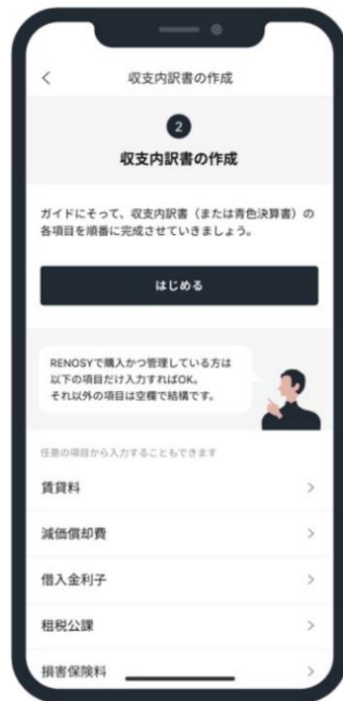 収支内訳書の作成
2
収支内訳書の作成
ガイドにそって、収支内訳書（または青色決算書）の
各項目を順番に完成させていきましょう。
はじめる
RENOSYで購入かつ管理している方は
以下の項目だけ入力すればOK。
それ以外の項目は空欄で結構です。
任意の項目から入力することもできます
賃貸料
減価償却費
借入金利子
租税公課
損害保険料